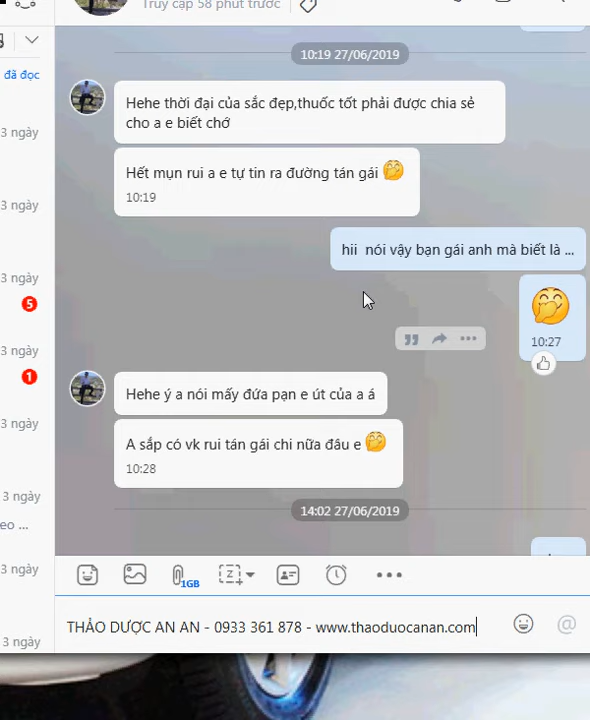 Truy cập 58 phút trước
đã đọc
10:19 27/06/2019
Hehe thời đại của sắc đẹp,thuốc tốt phải được chia sẻ
cho a e biết chớ
3 ngày
Hết mụn rui a e tự tin ra đường tán gái
10:19
3 ngày
hii nói vậy bạn gái anh mà biết là ...
3 ngày
5
10:27
3 ngày
1
Hehe ý a nói mấy đứa pạn e út của a á
3 ngày
A sắp có vk rui tán gái chi nữa đâu e
10:28
3 ngày
14:02 27/06/2019
eo ...
3 ngày
1GB
THẢO DƯỢC AN AN - 0933 361 878 - www.thaoduocanan.com
@
3 ngày